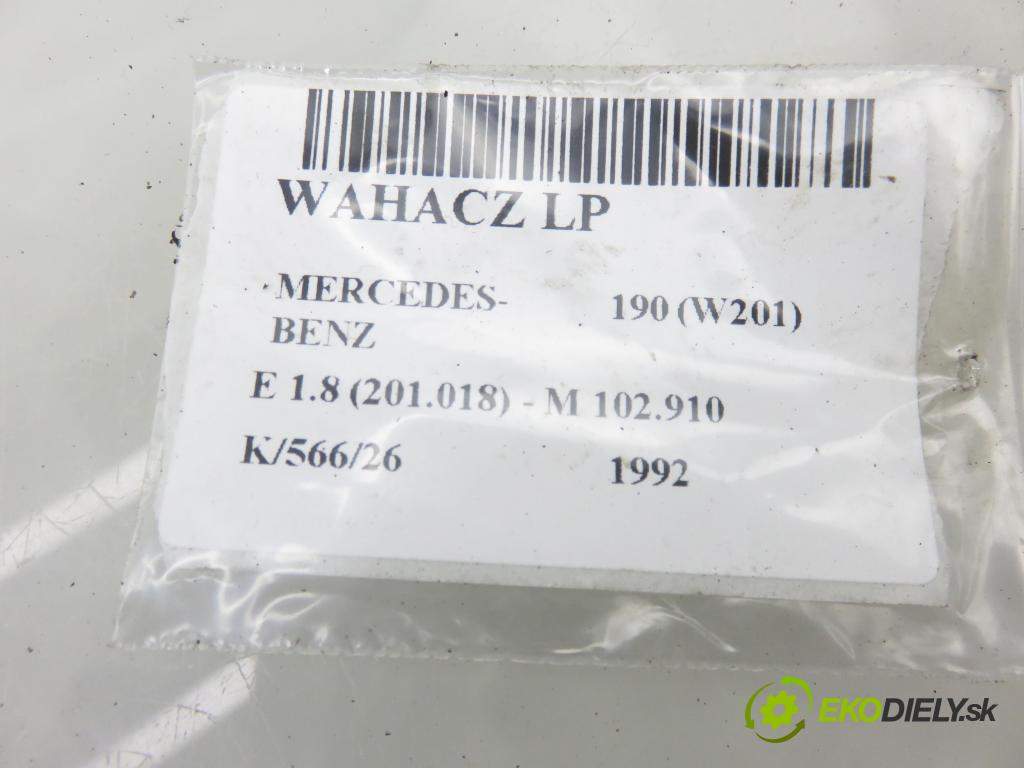 WAHACZ LP
MERCEDES- 190 (W201)
BENZ
E 1.8 (201.018) - M 102.910
K/566/26 1992
EKODIELY.sk